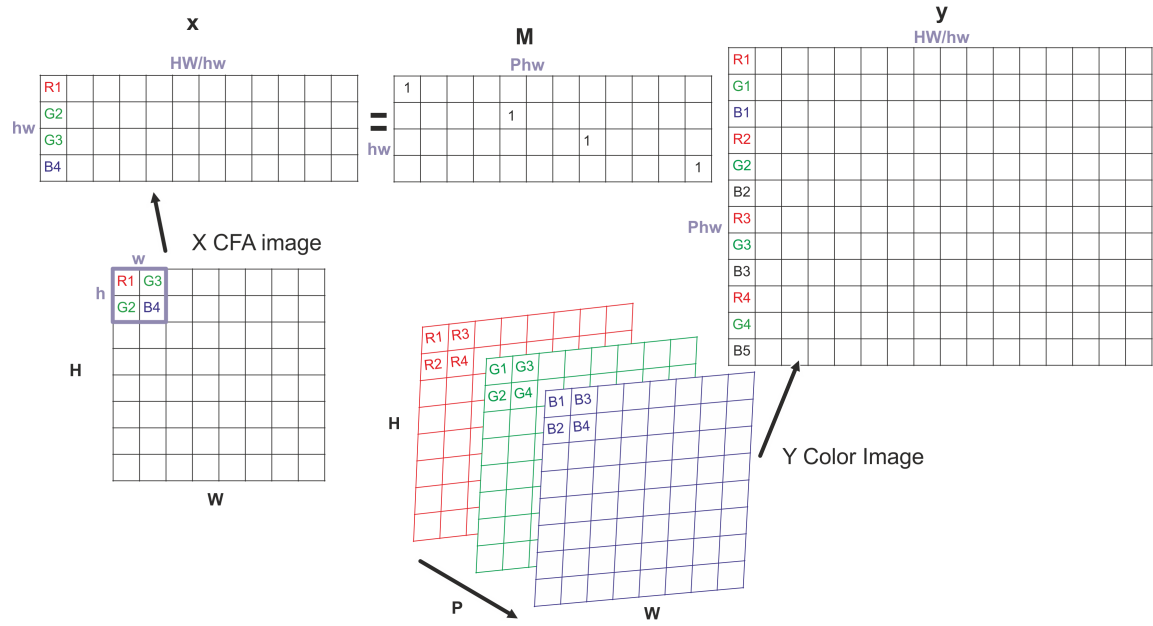 x
HW/hw
R1
G2
G3
B4
hw
=
hw
M
Phw
1
1
1
1
y
HW/hw
R1
G1
B1
R2
G2
B2
R3
G3
B3
R4
G4
B5
Phw
X CFA image
w
h
R1 G3
G2 B4
H
W
R1 R3
R2 R4
G1 G3
G2 G4
B1 B3
B2 B4
H
P
W
Y Color Image